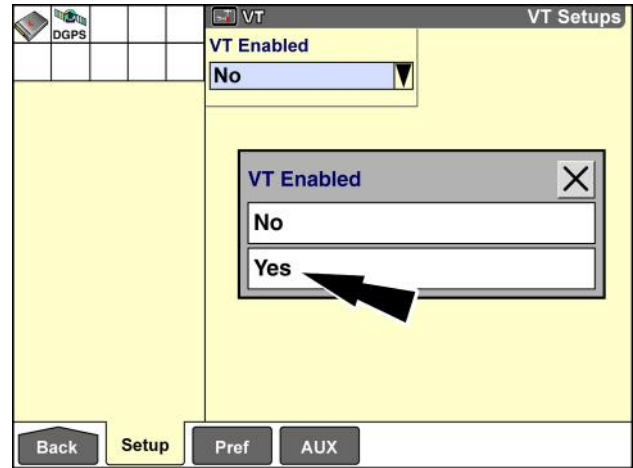 DGPS
VT
VT Setups
VT Enabled
No
VT Enabled
No
Yes
Back
Setup
Pref
AUX